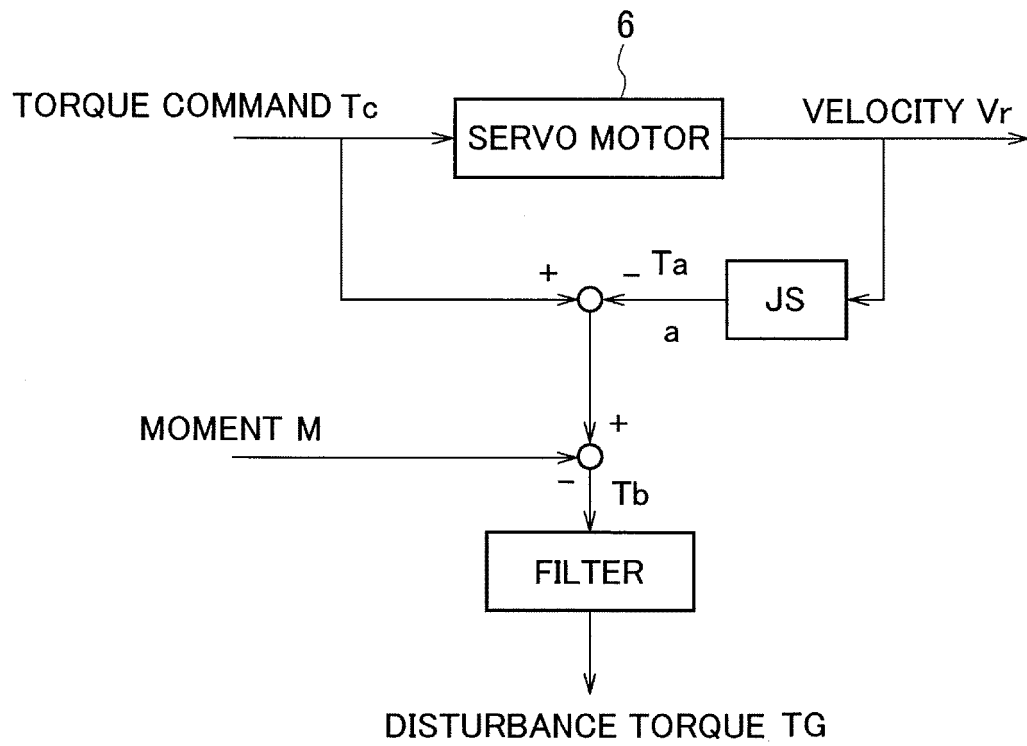 6
TORQUE COMMAND Tc
SERVO MOTOR
VELOCITY Vr
+
- Ta
JS
a
MOMENT M
+
-
Tb
FILTER
DISTURBANCE TORQUE TG